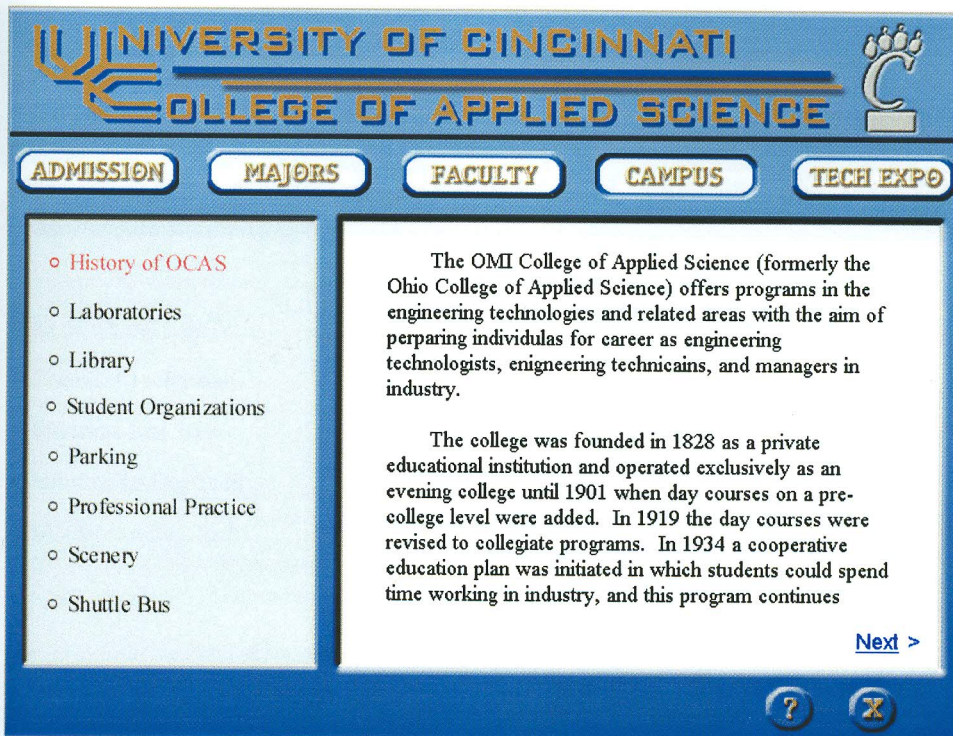 UNIVERSITY OF CINCINNATI
COLLEGE OF APPLIED SCIENCE
C
ADMISSION
MAJORS
FACULTY
CAMPUS
TECH EXPO
History of OCAS
Laboratories
Library
Student Organizations
Parking
Professional Practice
Scenery
Shuttle Bus
The OMI College of Applied Science (formerly the
Ohio College of Applied Science) offers programs in the
engineering technologies and related areas with the aim of
perparing individulas for career as engineering
technologists, enigneering technicains, and managers in
industry.
The college was founded in 1828 as a private
educational institution and operated exclusively as an
evening college until 1901 when day courses on a pre-
college level were added. In 1919 the day courses were
revised to collegiate programs. In 1934 a cooperative
education plan was initiated in which students could spend
time working in industry, and this program continues
Next >
?
X